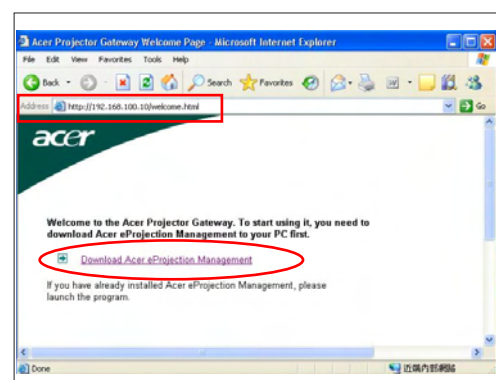 Acer Projector Gateway Welcome Page - Microsoft Internet Explorer
File Edit View Favorites Tools Help
Back Search Favorites
Address http://192.168.100.10/welcome.html Go
acer
Welcome to the Acer Projector Gateway. To start using it, you need to
download Acer eProjection Management to your PC first.
Download Acer eProjection Management
If you have already installed Acer eProjection Management, please
launch the program.
Done 近端內部網路